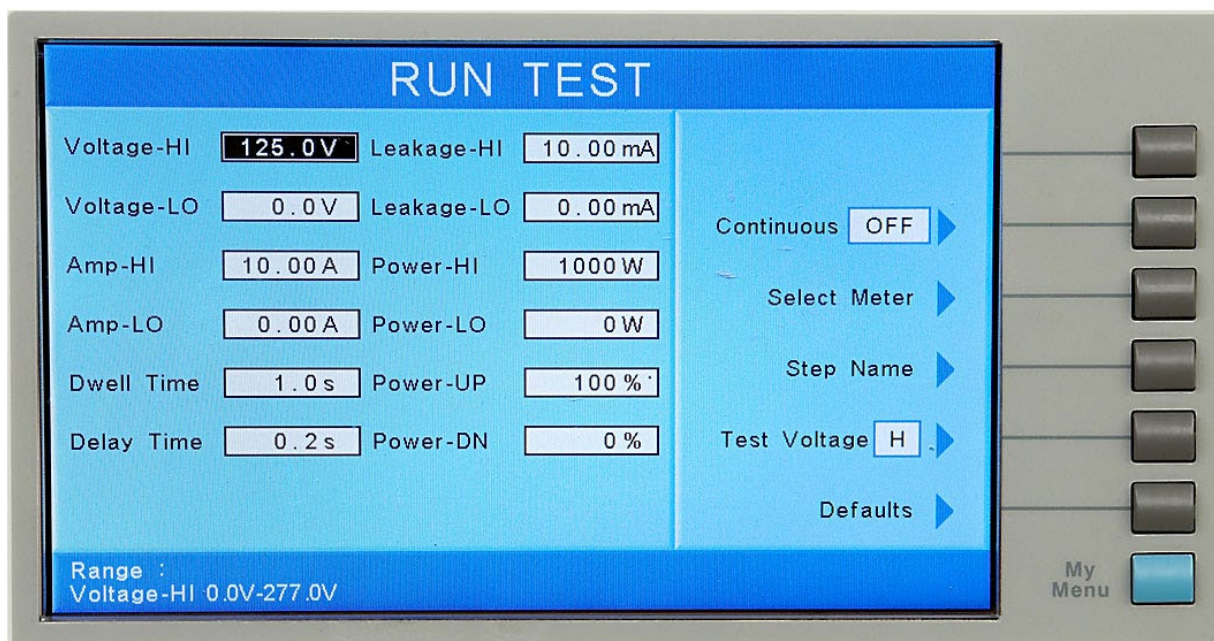 RUN TEST
Voltage-HI 125.0V Leakage-HI 10.00mA
Voltage-LO 0.0V Leakage-LO 0.00mA
Amp-HI 10.00A Power-HI 1000W
Amp-LO 0.00A Power-LO 0W
Dwell Time 1.0s Power-UP 100%
Delay Time 0.2s Power-DN 0%
Continuous OFF
Select Meter
Step Name
Test Voltage H
Defaults
Range :
Voltage-HI 0.0V-277.0V
My
Menu